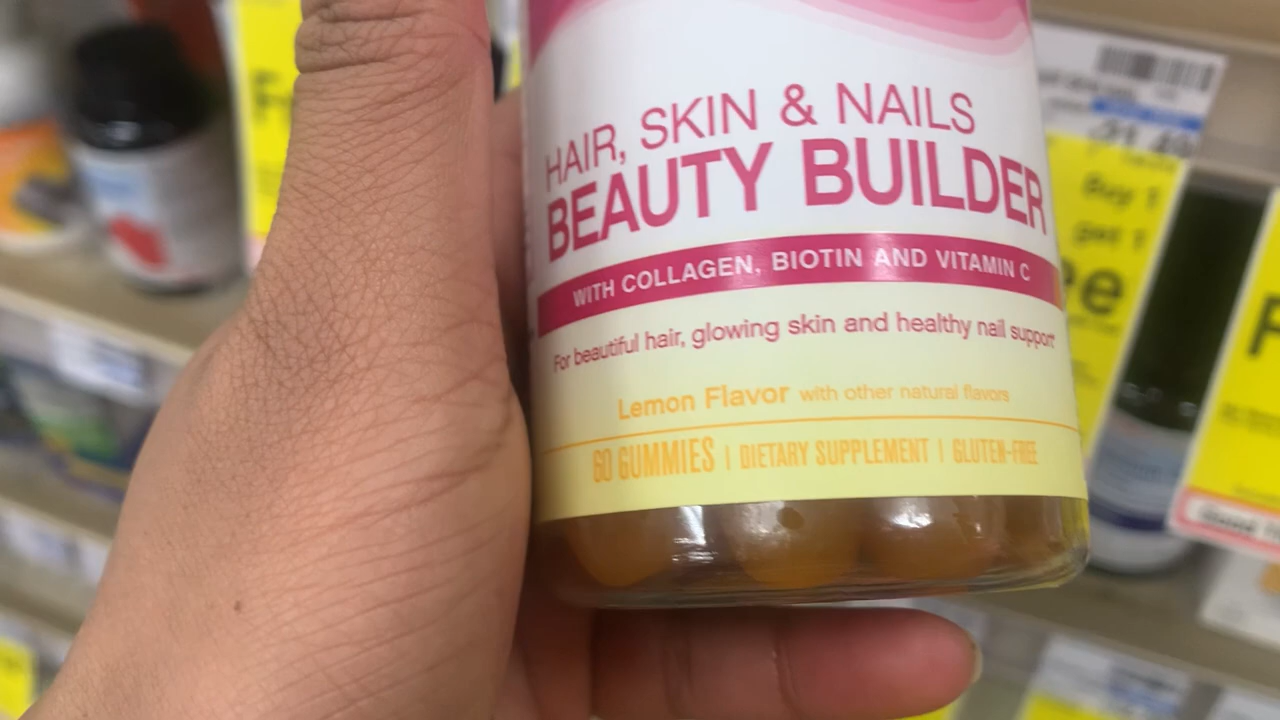 HAIR, SKIN & NAILS
BEAUTY BUILDER
WITH COLLAGEN, BIOTIN AND VITAMIN C
For beautiful hair, glowing skin and healthy nail support*
Lemon Flavor with other natural flavors
60 GUMMIES | DIETARY SUPPLEMENT | GLUTEN-FREE
Buy 1
get 1
ee